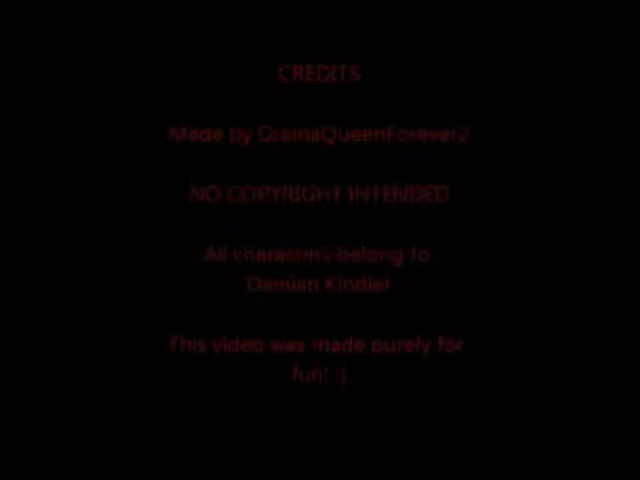 CREDITS
Made by DramaQueenForever2
NO COPYRIGHT INTENDED
All characters belong to
Damian Kindler
This video was made purely for
fun! :)